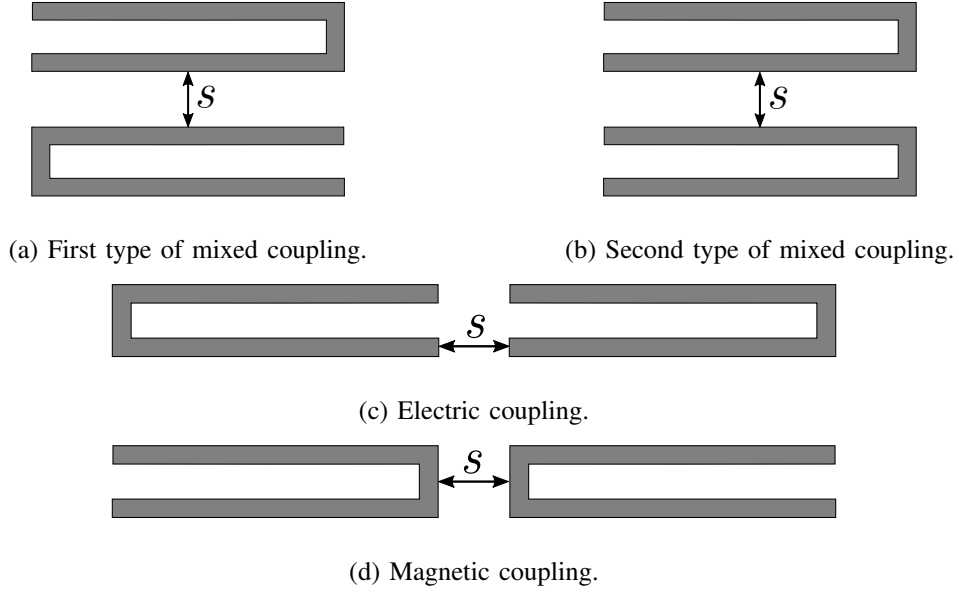 s
s
(a) First type of mixed coupling.
(b) Second type of mixed coupling.
s
(c) Electric coupling.
s
(d) Magnetic coupling.